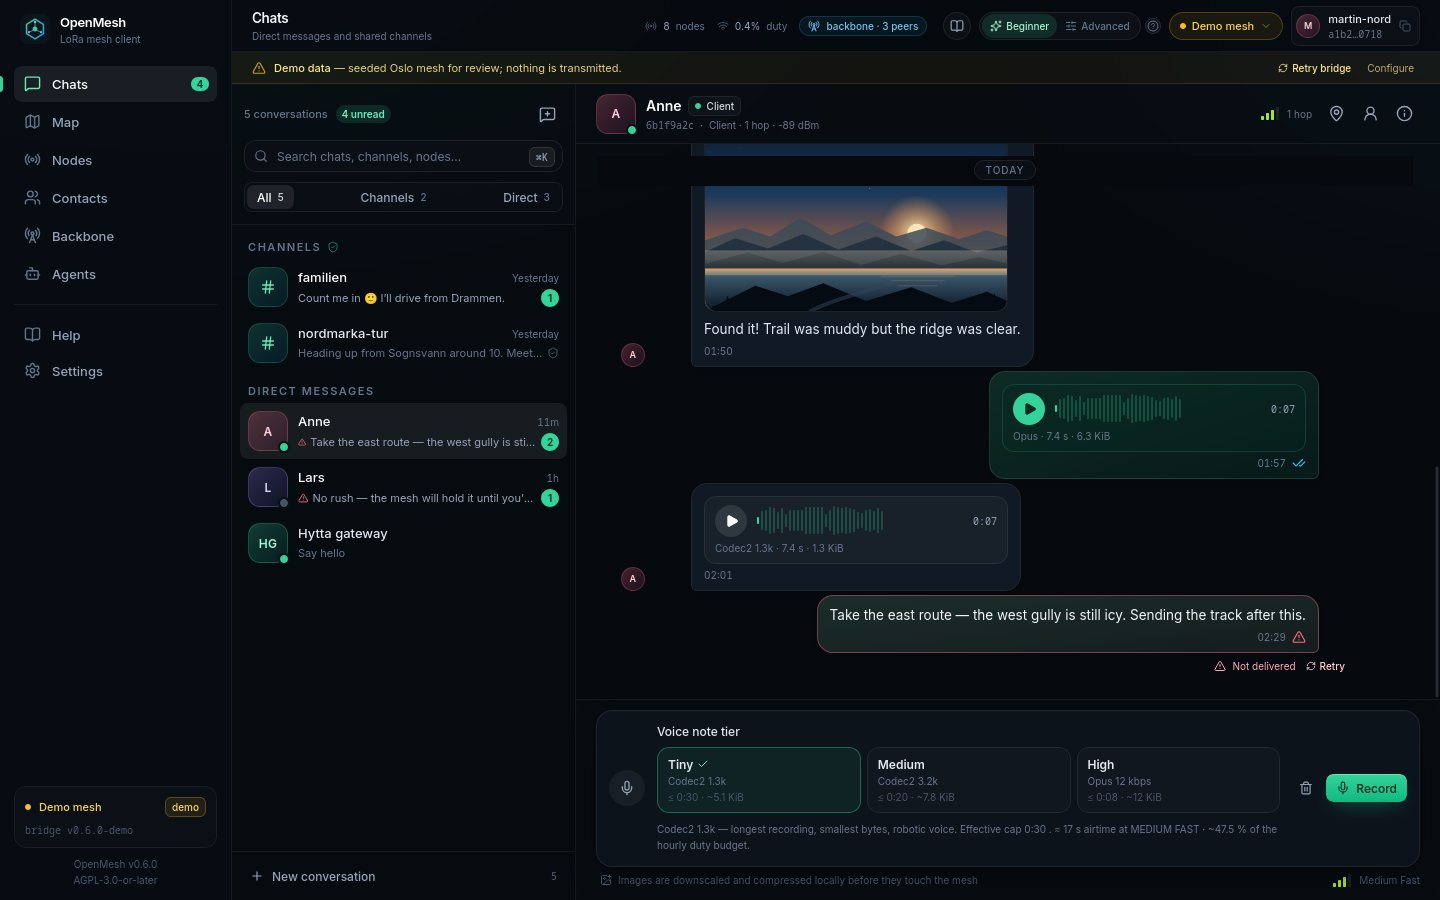 OpenMesh
LoRa mesh client
Chats
4
Map
Nodes
Contacts
Backbone
Agents
Help
Settings
Demo mesh
demo
bridge v0.6.0-demo
OpenMesh v0.6.0
AGPL-3.0-or-later
Chats
Direct messages and shared channels
8 nodes
0.4% duty
backbone · 3 peers
Beginner
Advanced
Demo mesh
M
martin-nord
a1b2…0718
Demo data — seeded Oslo mesh for review; nothing is transmitted.
Retry bridge
Configure
5 conversations
4 unread
Search chats, channels, nodes…
⌘K
All 5
Channels 2
Direct 3
CHANNELS
familien
Yesterday
Count me in 🙂 I'll drive from Drammen.
1
nordmarka-tur
Yesterday
Heading up from Sognsvann around 10. Meet…
DIRECT MESSAGES
A
Anne
11m
Take the east route — the west gully is sti…
2
L
Lars
1h
No rush — the mesh will hold it until you'…
1
HG
Hytta gateway
Say hello
New conversation
5
A
Anne
Client
6b1f9a2c · Client · 1 hop · -89 dBm
1 hop
TODAY
Found it! Trail was muddy but the ridge was clear.
01:50
A
0:07
Opus · 7.4 s · 6.3 KiB
01:57
0:07
Codec2 1.3k · 7.4 s · 1.3 KiB
02:01
A
Take the east route — the west gully is still icy. Sending the track after this.
02:29
Not delivered
Retry
Voice note tier
Tiny
Codec2 1.3k
≤ 0:30 · ~5.1 KiB
Medium
Codec2 3.2k
≤ 0:20 · ~7.8 KiB
High
Opus 12 kbps
≤ 0:08 · ~12 KiB
Record
Codec2 1.3k — longest recording, smallest bytes, robotic voice. Effective cap 0:30 . ≈ 17 s airtime at MEDIUM FAST · ~47.5 % of the
hourly duty budget.
Images are downscaled and compressed locally before they touch the mesh
Medium Fast